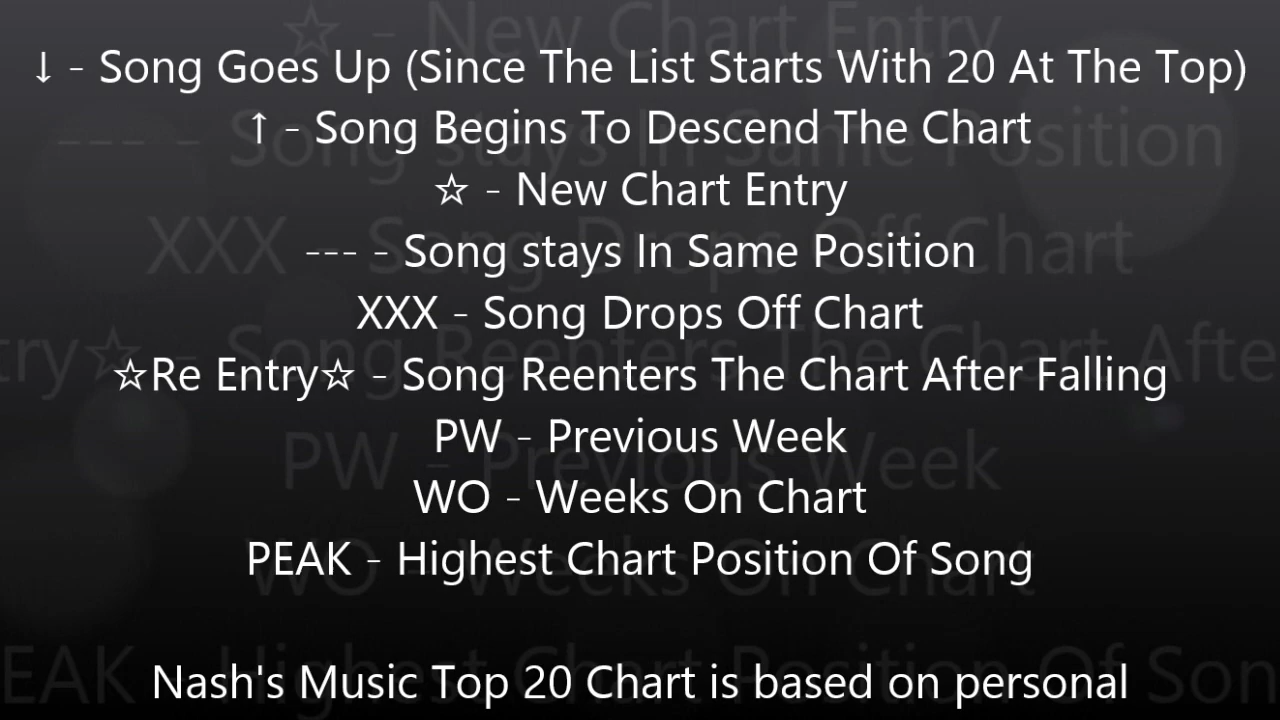 ↓ - Song Goes Up (Since The List Starts With 20 At The Top)
↑ - Song Begins To Descend The Chart
☆ - New Chart Entry
--- - Song stays In Same Position
XXX - Song Drops Off Chart
☆Re Entry☆ - Song Reenters The Chart After Falling
PW - Previous Week
WO - Weeks On Chart
PEAK - Highest Chart Position Of Song
Nash's Music Top 20 Chart is based on personal